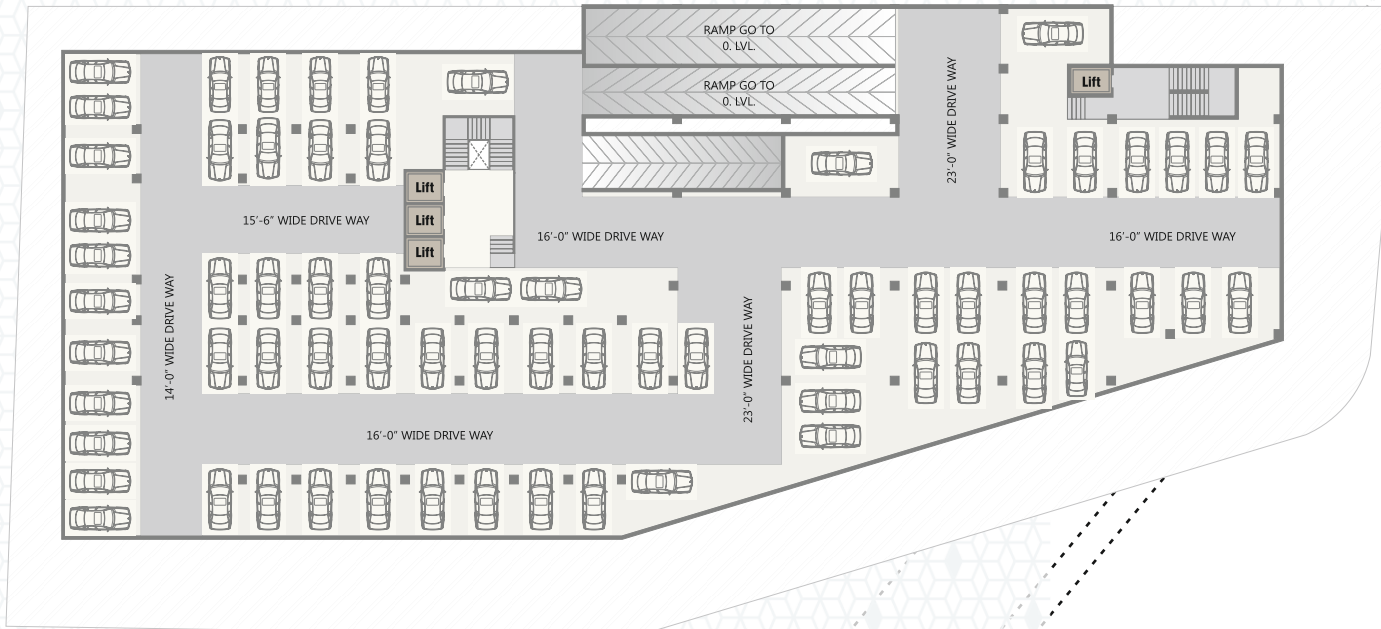 RAMP GO TO
0. LVL.
RAMP GO TO
0. LVL.
23'-0" WIDE DRIVE WAY
Lift
Lift
Lift
Lift
15'-6" WIDE DRIVE WAY
16'-0" WIDE DRIVE WAY
16'-0" WIDE DRIVE WAY
14'-0" WIDE DRIVE WAY
23'-0" WIDE DRIVE WAY
16'-0" WIDE DRIVE WAY